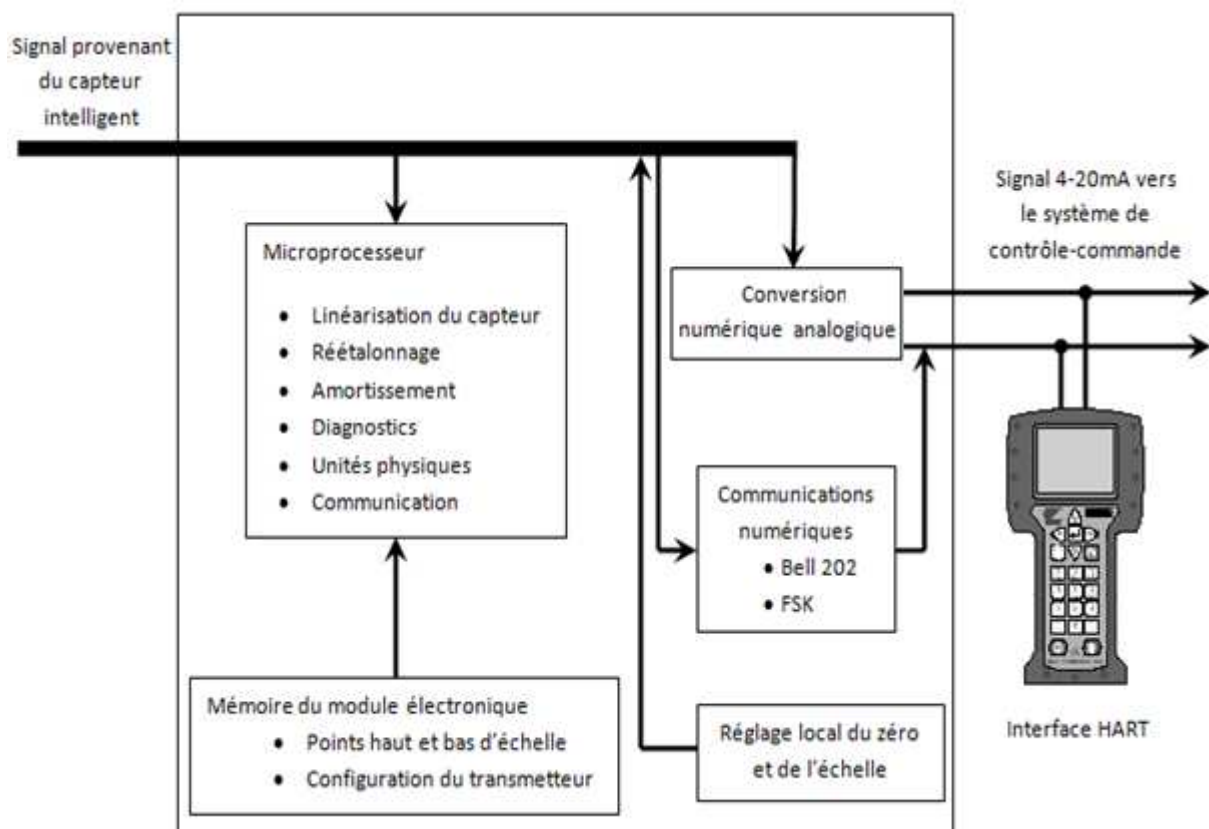 Signal provenant
du capteur
intelligent
Microprocesseur
• Linéarisation du capteur
• Réétalonnage
• Amortissement
• Diagnostics
• Unités physiques
• Communication
Mémoire du module électronique
• Points haut et bas d'échelle
• Configuration du transmetteur
Conversion
numérique analogique
Communications
numériques
• Bell 202
• FSK
Réglage local du zéro
et de l'échelle
Signal 4-20mA vers
le système de
contrôle-commande
Interface HART